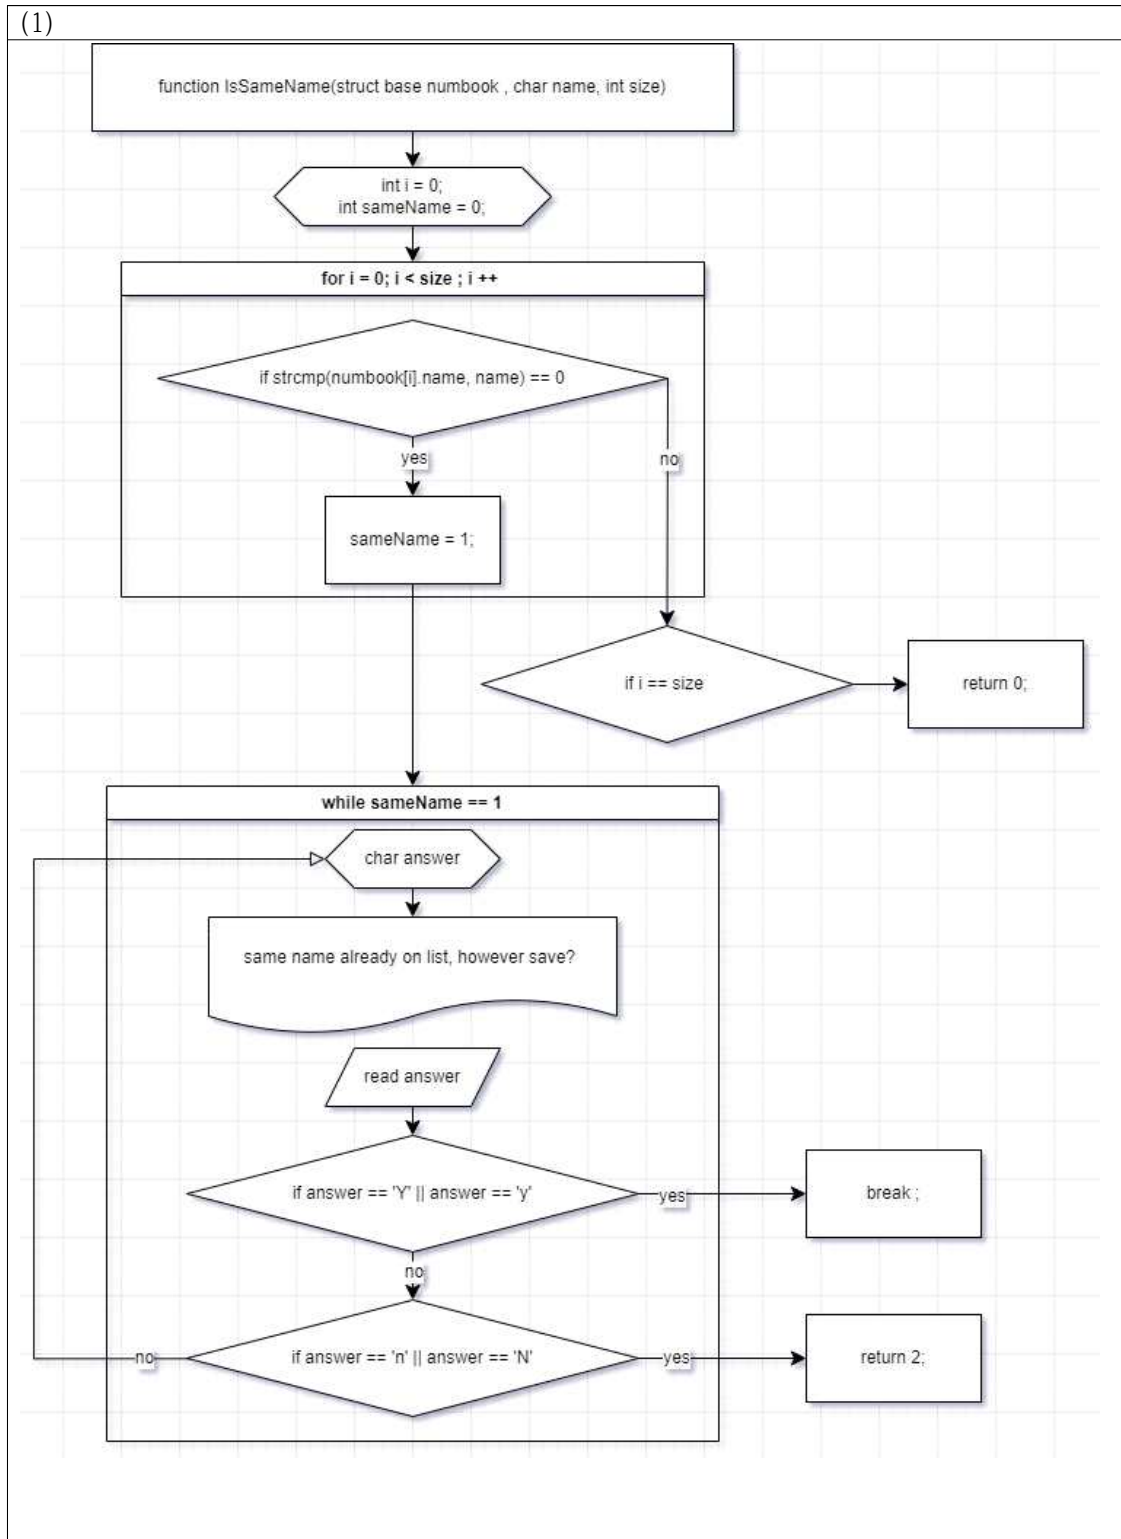 (1)
function IsSameName(struct base numbook , char name, int size)
int i = 0;
int sameName = 0;
for i = 0; i < size ; i ++
if strcmp(numbook[i].name, name) == 0
yes
no
sameName = 1;
if i == size
return 0;
while sameName == 1
char answer
same name already on list, however save?
read answer
if answer == 'Y' || answer == 'y'
yes
break ;
no
if answer == 'n' || answer == 'N'
no
yes
return 2;